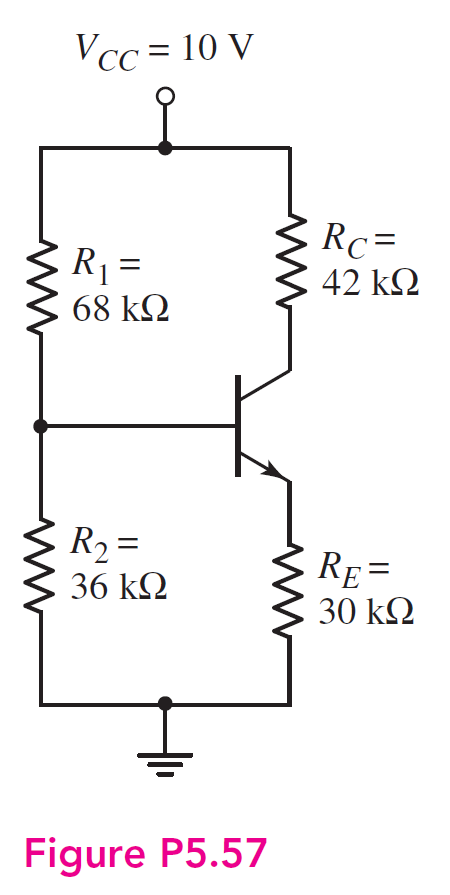 V_CC = 10 V
R_C =
42 kΩ
R_1 =
68 kΩ
R_2 =
36 kΩ
R_E =
30 kΩ
Figure P5.57